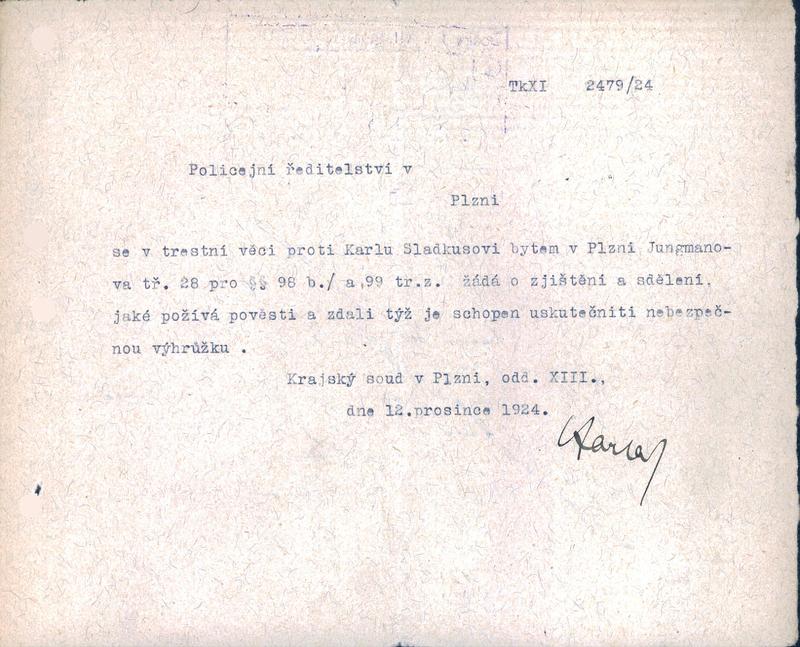 TkXI 2479/24
Policejní ředitelství v
Plzni
se v trestní věci proti Karlu Sladkusovi bytem v Plzni Jungmano-
va tř. 28 pro §§ 98 b./ a 99 tr.z. žádá o zjištění a sdělení,
jaké požívá pověsti a zdali týž je schopen uskutečniti nebezpeč-
nou výhrůžku .
Krajský soud v Plzni, odd. XIII.,
dne 12.prosince 1924.